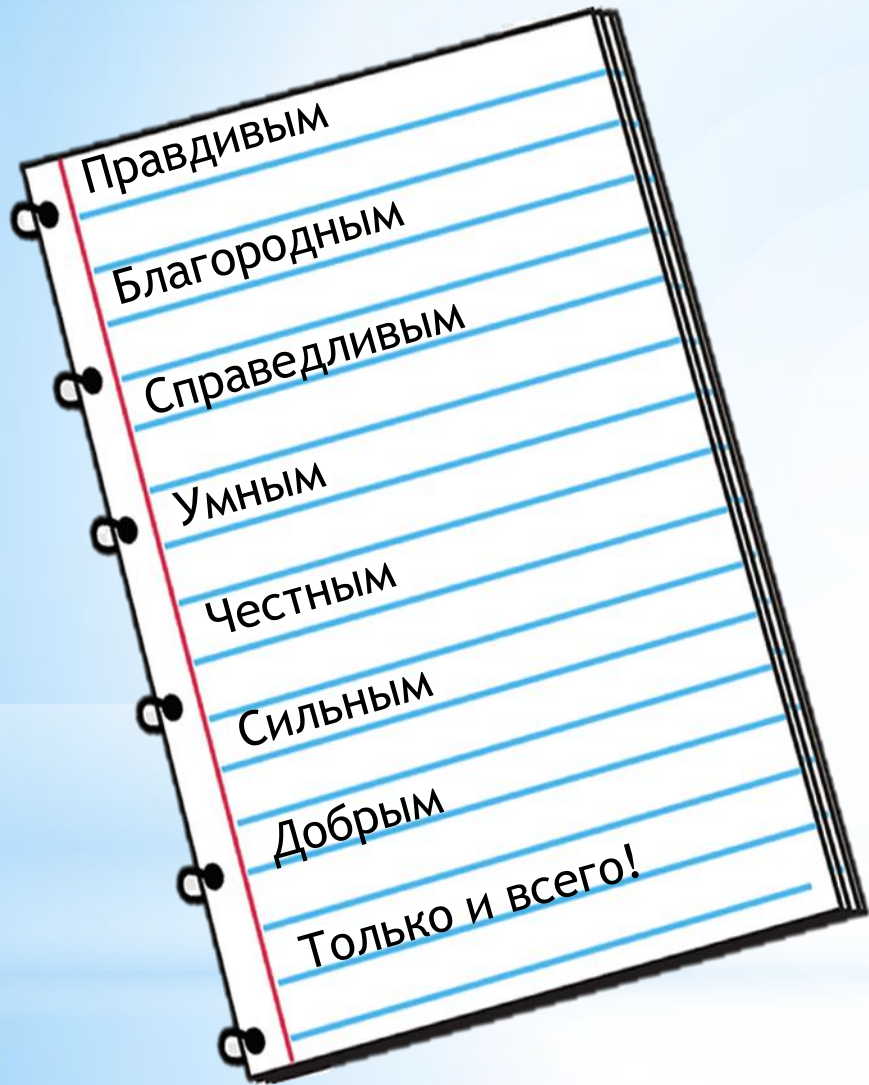 Правдивым
Благородным
Справедливым
Умным
Честным
Сильным
Добрым
Только и всего!